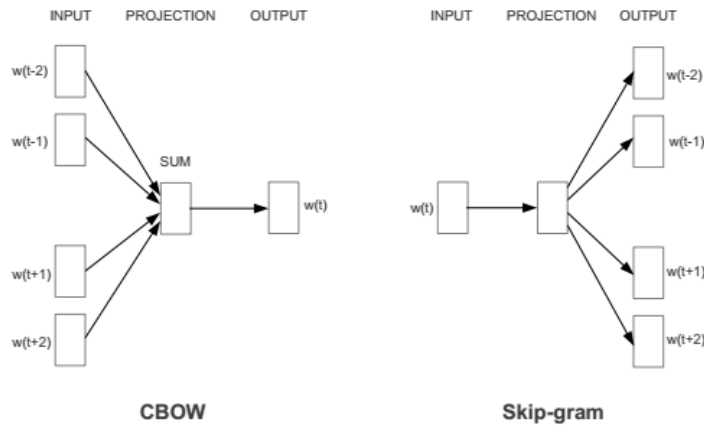 INPUT PROJECTION OUTPUT
w(t-2)
w(t-1)
SUM
w(t)
w(t+1)
w(t+2)
CBOW
INPUT PROJECTION OUTPUT
w(t-2)
w(t-1)
w(t)
w(t+1)
w(t+2)
Skip-gram